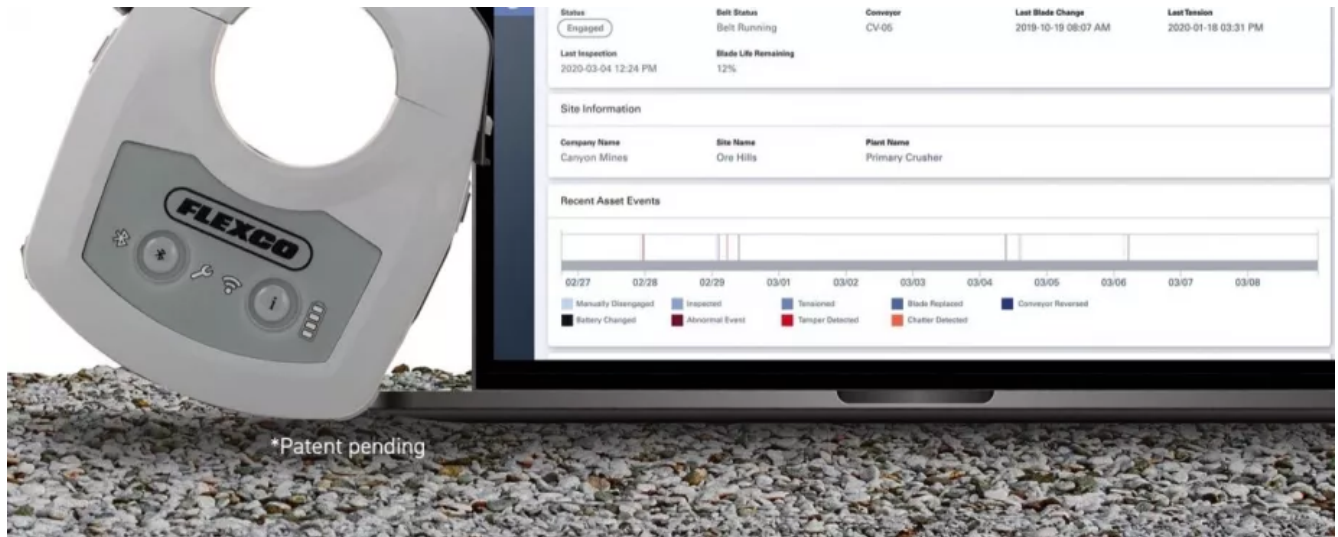 Status Belt Status Conveyor Last Blade Change Last Tension
Engaged Belt Running CV-05 2019-10-19 08:07 AM 2020-01-18 03:31 PM
Last Inspection Blade Life Remaining
2020-03-04 12:24 PM 12%
Site Information
Company Name Site Name Plant Name
Canyon Mines Ore Hills Primary Crusher
Recent Asset Events
02/27 02/28 02/29 03/01 03/02 03/03 03/04 03/05 03/06 03/07 03/08
Manually Disengaged Inspected Tensioned Blade Replaced Conveyor Reversed
Battery Changed Abnormal Event Tamper Detected Chatter Detected
FLEXCO
i
*Patent pending